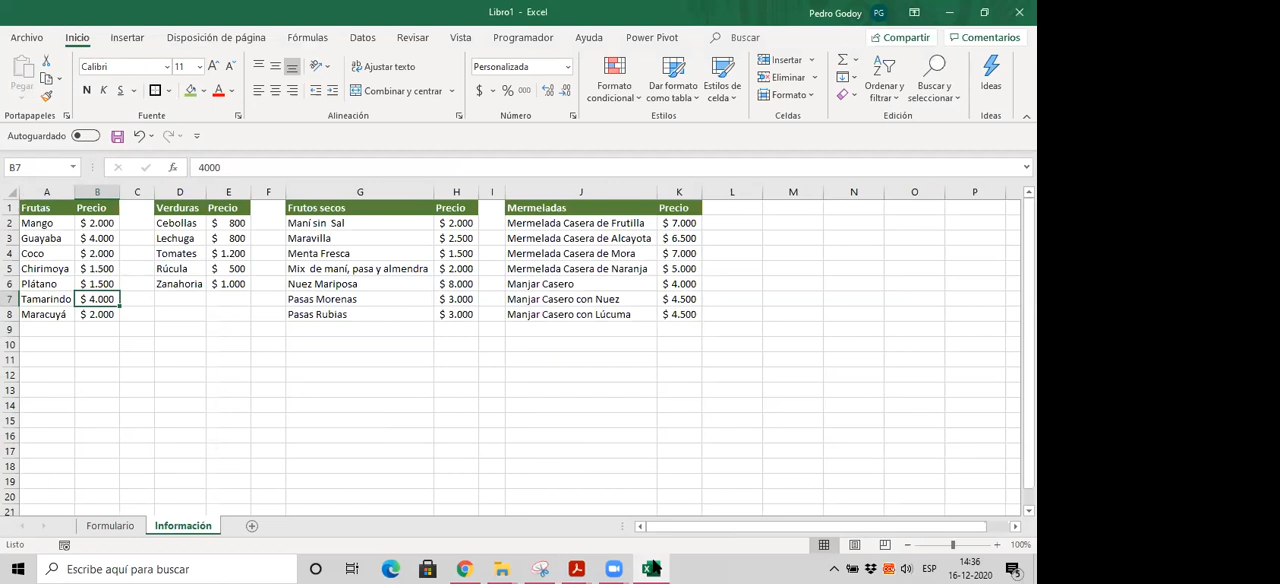 Libro1 - Excel
Pedro Godoy PG
Archivo Inicio Insertar Disposición de página Fórmulas Datos Revisar Vista Programador Ayuda Power Pivot Buscar Compartir Comentarios
Pegar
Calibri 11
N K S
Ajustar texto
Combinar y centrar
Personalizada
$ % 000
Formato condicional
Dar formato como tabla
Estilos de celda
Insertar
Eliminar
Formato
Ordenar y filtrar
Buscar y seleccionar
Ideas
Portapapeles Fuente Alineación Número Estilos Celdas Edición Ideas
Autoguardado
B7 fx 4000
A B C D E F G H I J K L M N O P
1 Frutas Precio Verduras Precio Frutos secos Precio Mermeladas Precio
2 Mango $ 2.000 Cebollas $ 800 Maní sin Sal $ 2.000 Mermelada Casera de Frutilla $ 7.000
3 Guayaba $ 4.000 Lechuga $ 800 Maravilla $ 2.500 Mermelada Casera de Alcayota $ 6.500
4 Coco $ 2.000 Tomates $ 1.200 Menta Fresca $ 1.500 Mermelada Casera de Mora $ 7.000
5 Chirimoya $ 1.500 Rúcula $ 500 Mix de maní, pasa y almendra $ 2.000 Mermelada Casera de Naranja $ 5.000
6 Plátano $ 1.500 Zanahoria $ 1.000 Nuez Mariposa $ 8.000 Manjar Casero $ 4.000
7 Tamarindo $ 4.000 Pasas Morenas $ 3.000 Manjar Casero con Nuez $ 4.500
8 Maracuyá $ 2.000 Pasas Rubias $ 3.000 Manjar Casero con Lúcuma $ 4.500
9
10
11
12
13
14
15
16
17
18
19
20
21
Formulario Información
Listo 100%
Escribe aquí para buscar
ESP
14:36
16-12-2020
5